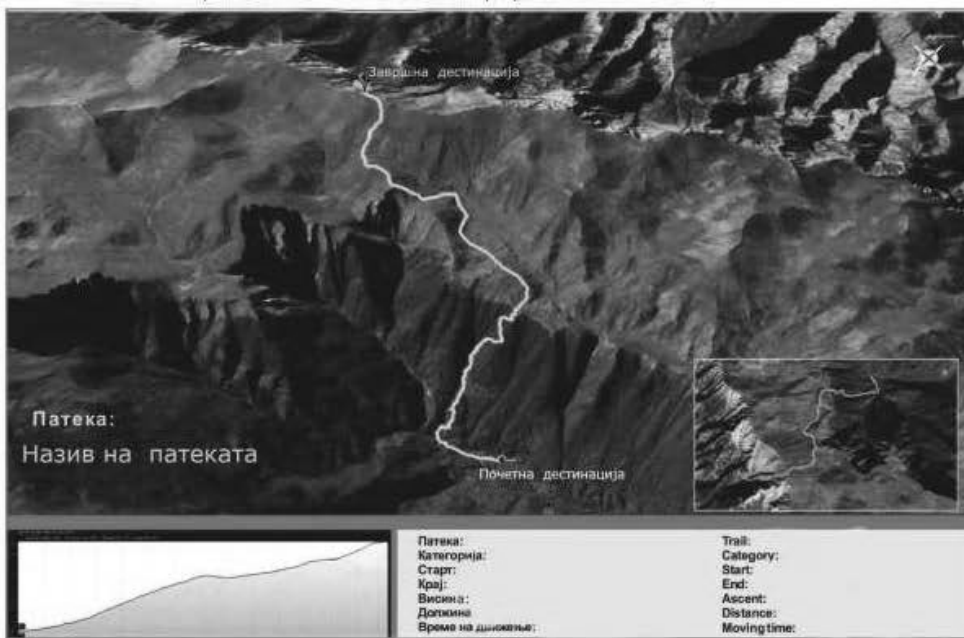 Завршна дестинација
Патека:
Назив на патеката
Почетна дестинација
Патека:
Категорија:
Старт:
Крај:
Висина:
Должина
Време на движење:
Trail:
Category:
Start:
End:
Ascent:
Distance:
Moving time: